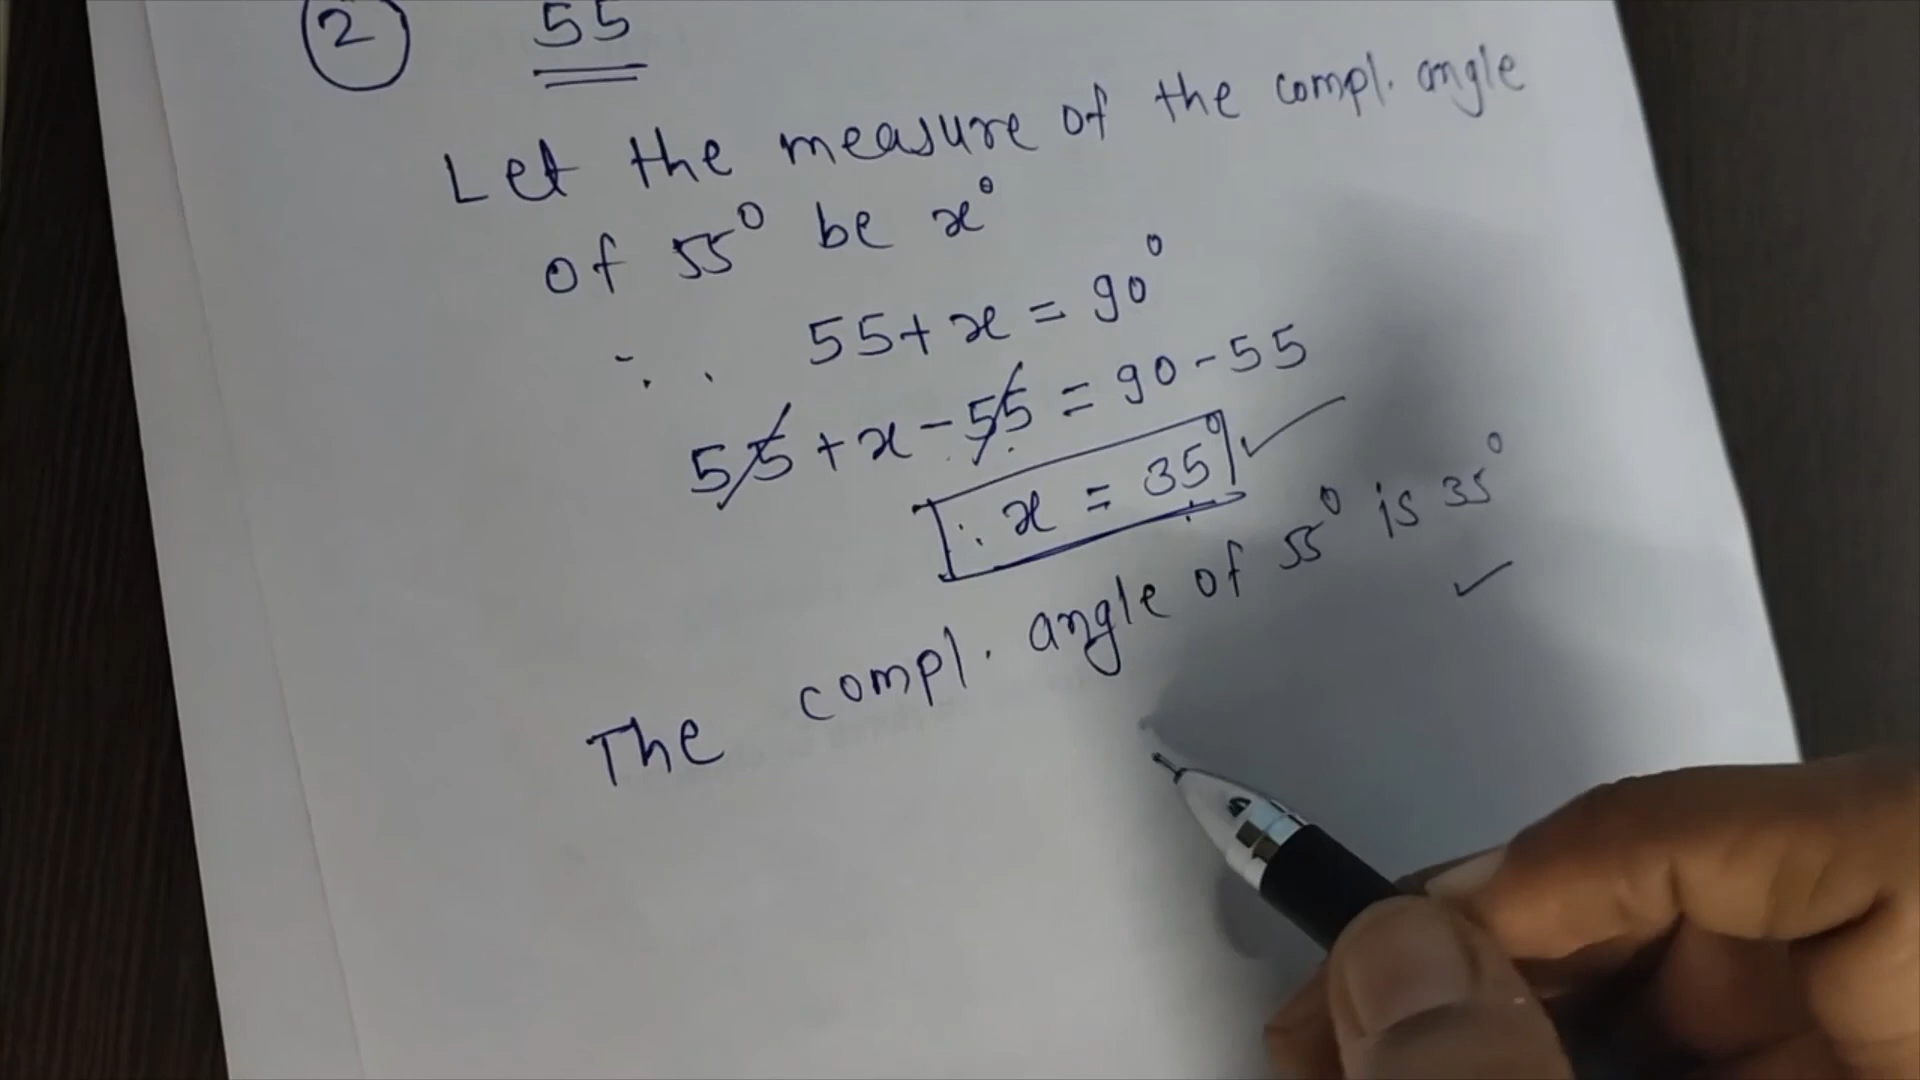 ② 55
Let the measure of the compl. angle
of 55° be x°
∴ 55+x = 90°
55+x-55 = 90-55
∴ x = 35°
The compl. angle of 55° is 35°